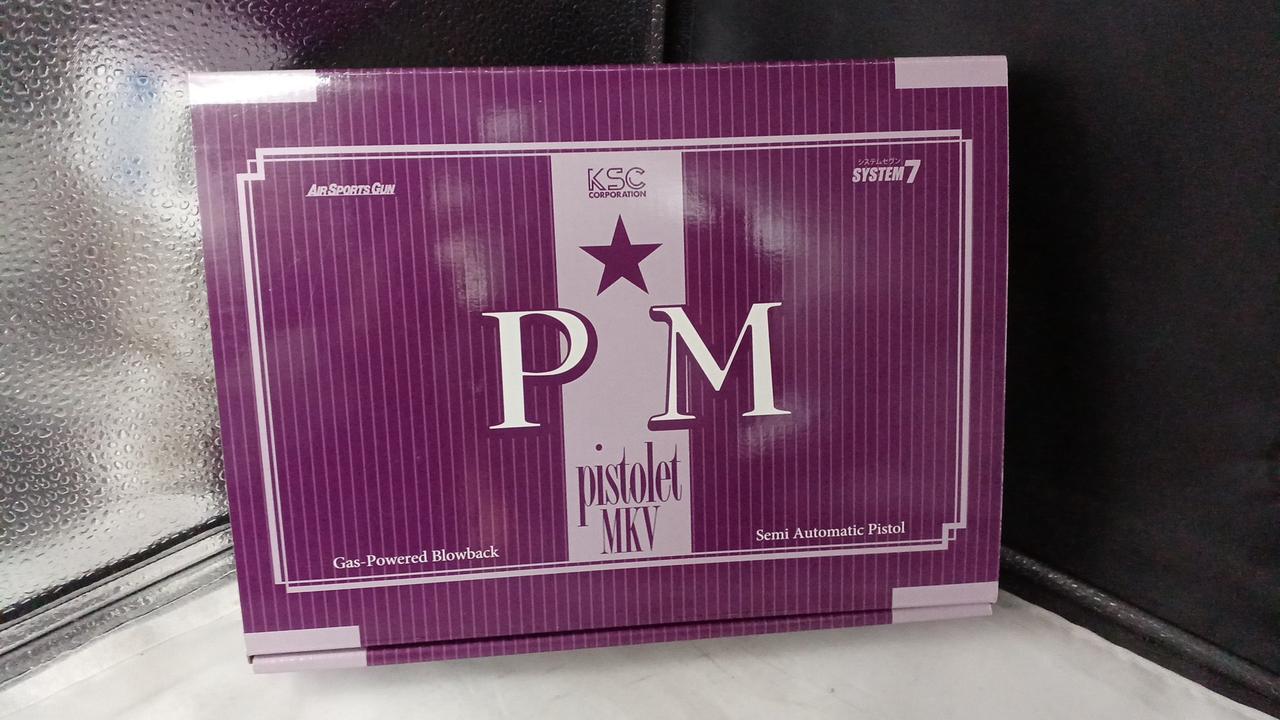 AIR SPORTS GUN
KSC
CORPORATION
システムセヴン
SYSTEM 7
P M
pistolet
MKV
Gas-Powered Blowback
Semi Automatic Pistol